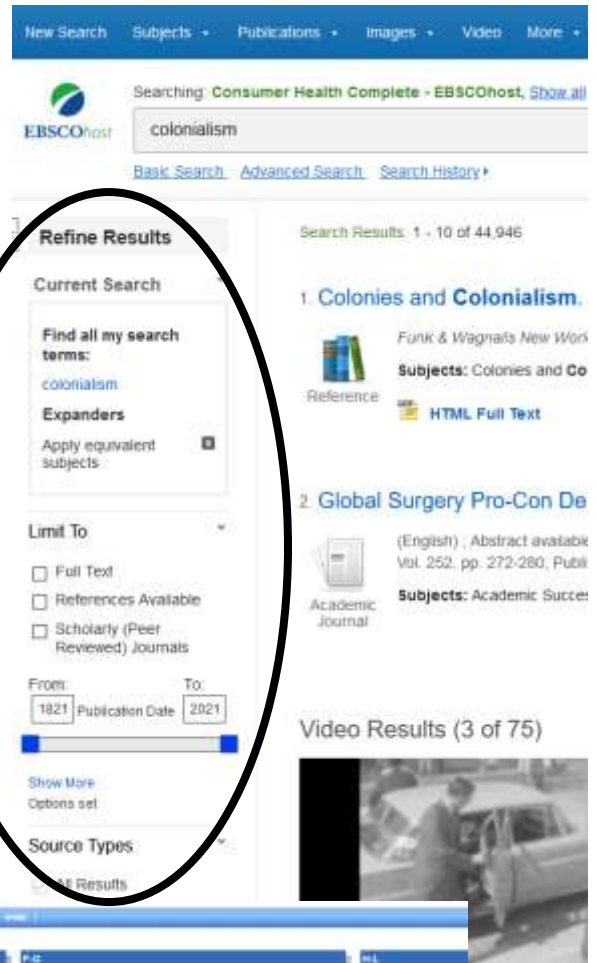 New Search Subjects Publications Images Video More
Searching: Consumer Health Complete - EBSCOhost, Show all
EBSCOhost
colonialism
Basic Search Advanced Search Search History
Refine Results
Current Search
Find all my search
terms:
colonialism
Expanders
Apply equivalent
subjects
Limit To
Full Text
References Available
Scholarly (Peer
Reviewed) Journals
From: To:
1821 Publication Date 2021
Show More
Options set
Source Types
All Results
Search Results: 1 - 10 of 44,946
1. Colonies and Colonialism.
Funk & Wagnalls New Worl
Subjects: Colonies and Co
Reference
HTML Full Text
2. Global Surgery Pro-Con De
(English) ; Abstract available
Vol. 252, pp. 272-280, Publi
Subjects: Academic Succes
Academic
Journal
Video Results (3 of 75)